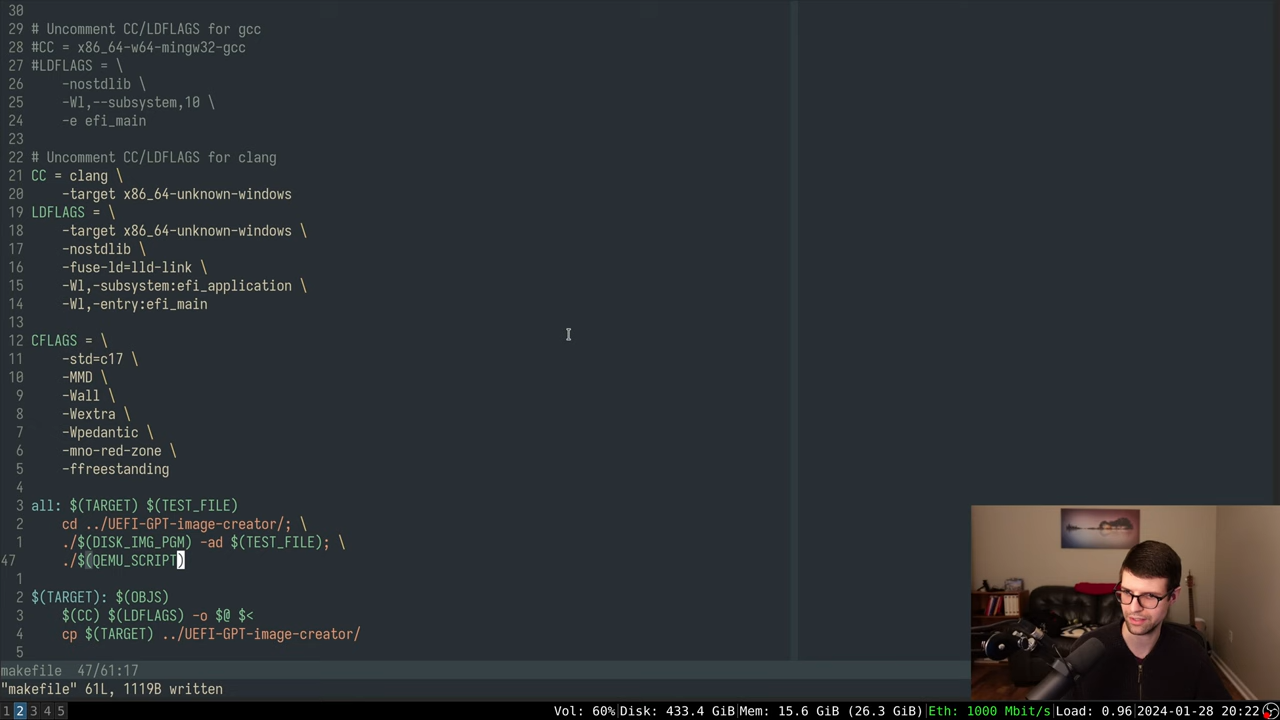 30
29 # Uncomment CC/LDFLAGS for gcc
28 #CC = x86_64-w64-mingw32-gcc
27 #LDFLAGS = \
26     -nostdlib \
25     -Wl,--subsystem,10 \
24     -e efi_main
23
22 # Uncomment CC/LDFLAGS for clang
21 CC = clang \
20     -target x86_64-unknown-windows
19 LDFLAGS = \
18     -target x86_64-unknown-windows \
17     -nostdlib \
16     -fuse-ld=lld-link \
15     -Wl,-subsystem:efi_application \
14     -Wl,-entry:efi_main
13
12 CFLAGS = \
11     -std=c17 \
10     -MMD \
9     -Wall \
8     -Wextra \
7     -Wpedantic \
6     -mno-red-zone \
5     -ffreestanding
4
3 all: $(TARGET) $(TEST_FILE)
2     cd ../UEFI-GPT-image-creator/; \
1     ./$(DISK_IMG_PGM) -ad $(TEST_FILE); \
47     ./$(QEMU_SCRIPT)
1
2 $(TARGET): $(OBJS)
3     $(CC) $(LDFLAGS) -o $@ $<
4     cp $(TARGET) ../UEFI-GPT-image-creator/
5
makefile 47/61:17
"makefile" 61L, 1119B written
1 2 3 4 5 Vol: 60%|Disk: 433.4 GiB|Mem: 15.6 GiB (26.3 GiB)|Eth: 1000 Mbit/s|Load: 0.96|2024-01-28 20:22